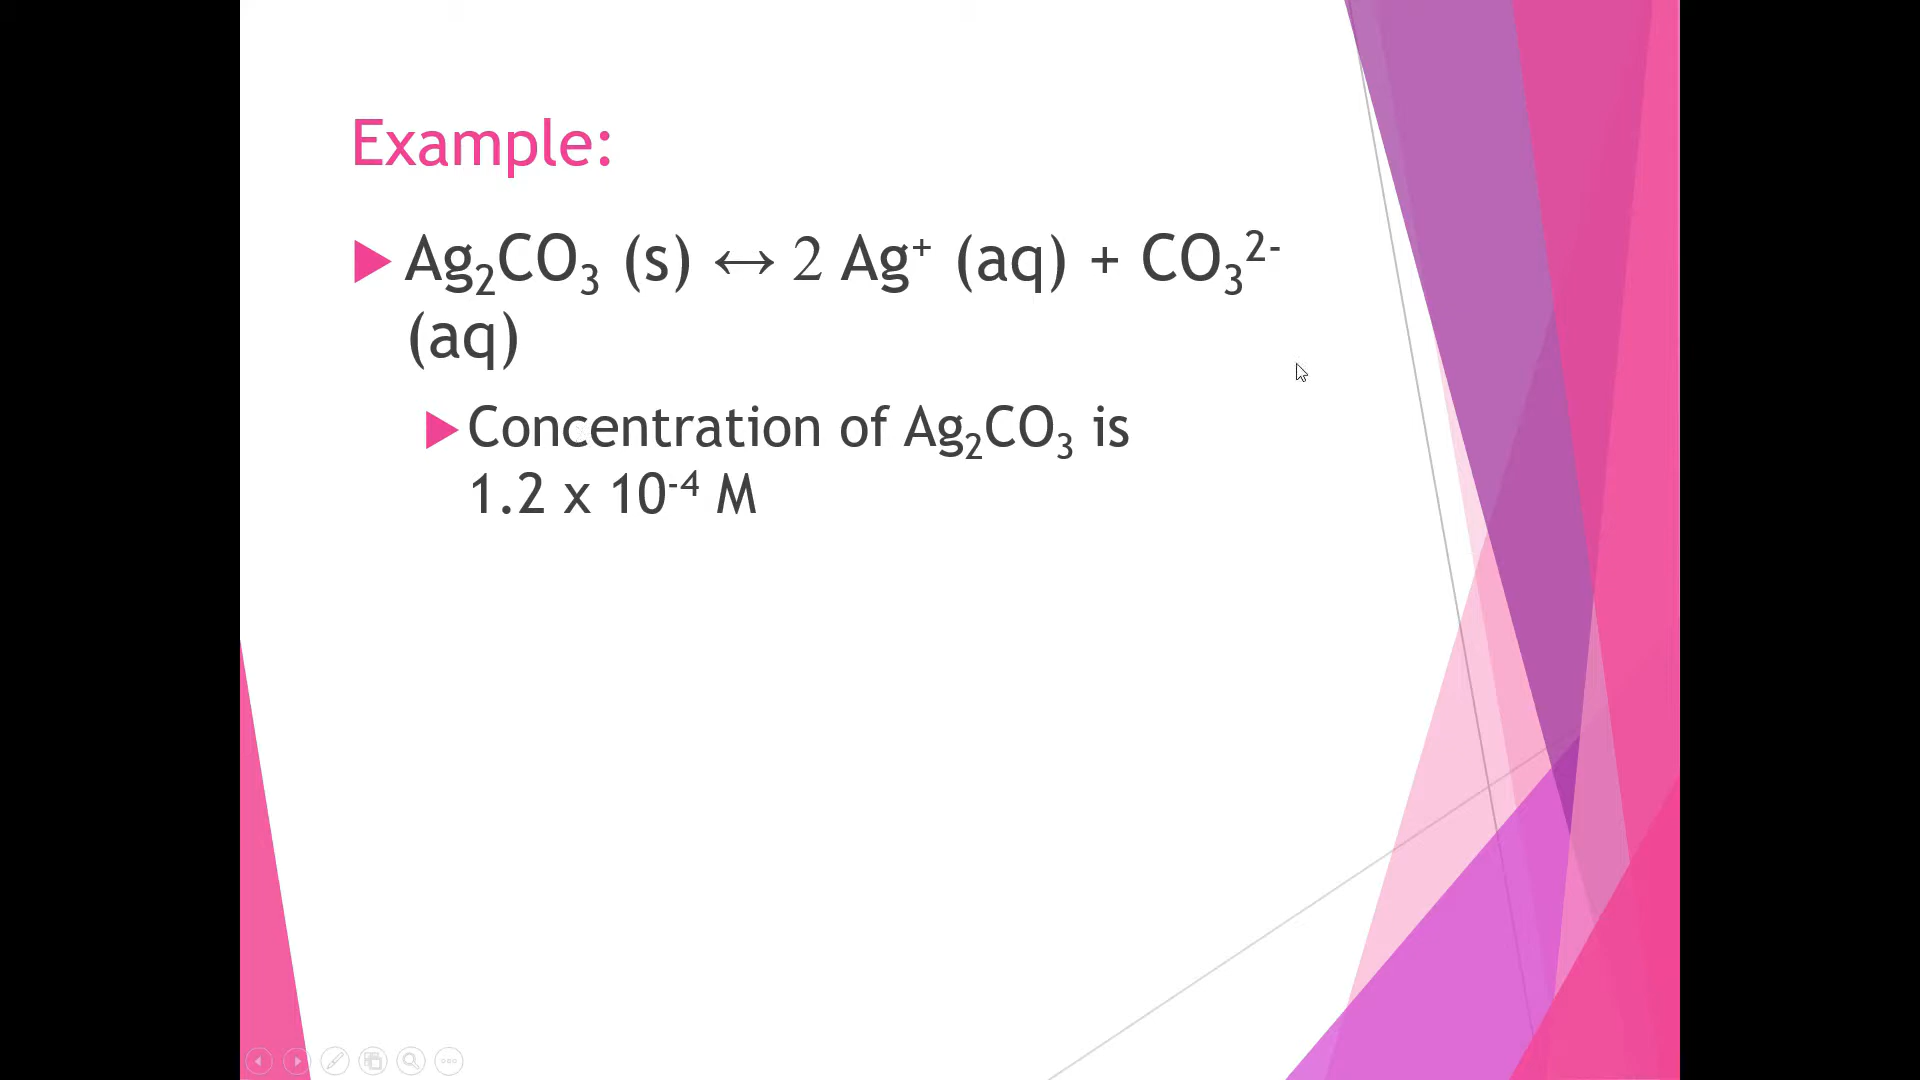 Example:
Ag₂CO₃ (s) ↔ 2 Ag⁺ (aq) + CO₃²⁻
(aq)
Concentration of Ag₂CO₃ is
1.2 x 10⁻⁴ M